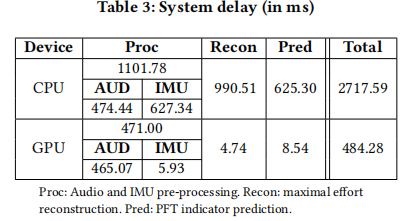 Table 3: System delay (in ms)
Device Proc Recon Pred Total
CPU 1101.78 990.51 625.30 2717.59
AUD IMU
474.44 627.34
GPU 471.00 4.74 8.54 484.28
AUD IMU
465.07 5.93
Proc: Audio and IMU pre-processing. Recon: maximal effort
reconstruction. Pred: PFT indicator prediction.